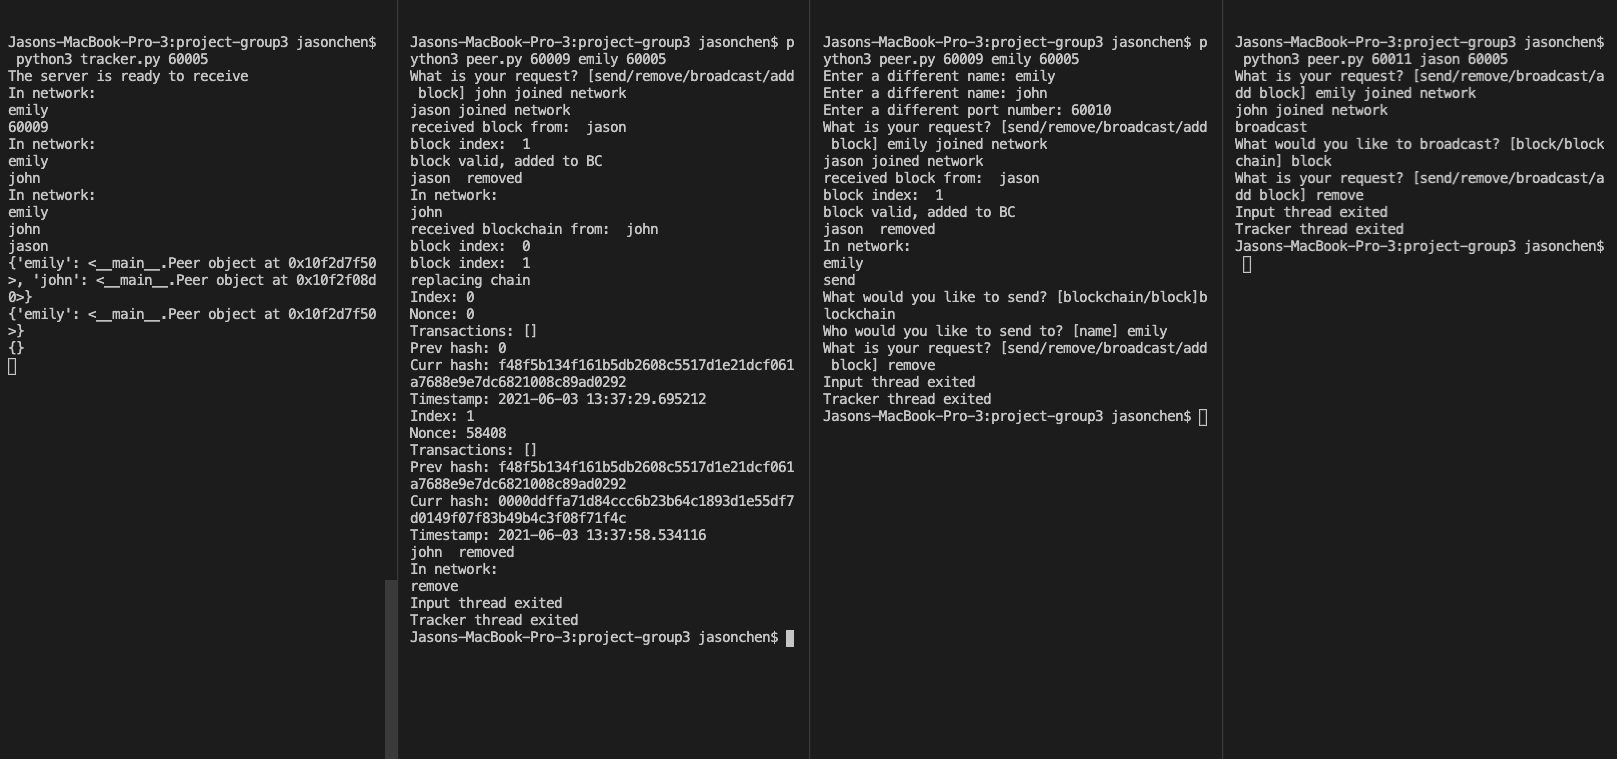 Jasons-MacBook-Pro-3:project-group3 jasonchen$
python3 tracker.py 60005
The server is ready to receive
In network:
emily
60009
In network:
emily
john
In network:
emily
john
jason
{'emily': <__main__.Peer object at 0x10f2d7f50
>, 'john': <__main__.Peer object at 0x10f2f08d
0>}
{'emily': <__main__.Peer object at 0x10f2d7f50
>}
{}
Jasons-MacBook-Pro-3:project-group3 jasonchen$ p
ython3 peer.py 60009 emily 60005
What is your request? [send/remove/broadcast/add
block] john joined network
jason joined network
received block from:  jason
block index:  1
block valid, added to BC
jason  removed
In network:
john
received blockchain from:  john
block index:  0
block index:  1
replacing chain
Index: 0
Nonce: 0
Transactions: []
Prev hash: 0
Curr hash: f48f5b134f161b5db2608c5517d1e21dcf061
a7688e9e7dc6821008c89ad0292
Timestamp: 2021-06-03 13:37:29.695212
Index: 1
Nonce: 58408
Transactions: []
Prev hash: f48f5b134f161b5db2608c5517d1e21dcf061
a7688e9e7dc6821008c89ad0292
Curr hash: 0000ddffa71d84ccc6b23b64c1893d1e55df7
d0149f07f83b49b4c3f08f71f4c
Timestamp: 2021-06-03 13:37:58.534116
john  removed
In network:
remove
Input thread exited
Tracker thread exited
Jasons-MacBook-Pro-3:project-group3 jasonchen$
Jasons-MacBook-Pro-3:project-group3 jasonchen$ p
ython3 peer.py 60009 emily 60005
Enter a different name: emily
Enter a different name: john
Enter a different port number: 60010
What is your request? [send/remove/broadcast/add
block] emily joined network
jason joined network
received block from:  jason
block index:  1
block valid, added to BC
jason  removed
In network:
emily
send
What would you like to send? [blockchain/block]b
lockchain
Who would you like to send to? [name] emily
What is your request? [send/remove/broadcast/add
block] remove
Input thread exited
Tracker thread exited
Jasons-MacBook-Pro-3:project-group3 jasonchen$
Jasons-MacBook-Pro-3:project-group3 jasonchen$
python3 peer.py 60011 jason 60005
What is your request? [send/remove/broadcast/a
dd block] emily joined network
john joined network
broadcast
What would you like to broadcast? [block/block
chain] block
What is your request? [send/remove/broadcast/a
dd block] remove
Input thread exited
Tracker thread exited
Jasons-MacBook-Pro-3:project-group3 jasonchen$